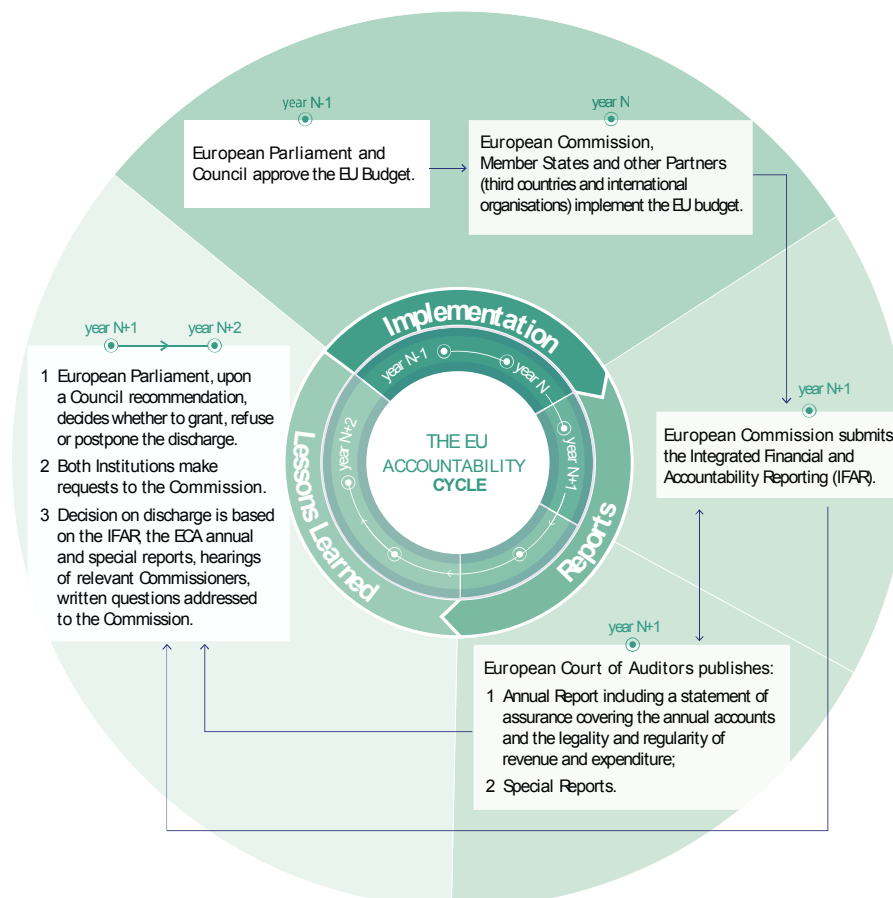 year N-1
European Parliament and
Council approve the EU Budget.
year N
European Commission,
Member States and other Partners
(third countries and international
organisations) implement the EU budget.
year N+1
European Commission submits
the Integrated Financial and
Accountability Reporting (IFAR).
year N+1
European Court of Auditors publishes:
1 Annual Report including a statement of
assurance covering the annual accounts
and the legality and regularity of
revenue and expenditure;
2 Special Reports.
year N+1
year N+2
1 European Parliament, upon
a Council recommendation,
decides whether to grant, refuse
or postpone the discharge.
2 Both Institutions make
requests to the Commission.
3 Decision on discharge is based
on the IFAR, the ECA annual
and special reports, hearings
of relevant Commissioners,
written questions addressed
to the Commission.
Implementation
Reports
Lessons Learned
year N-1
year N
year N+1
year N+2
THE EU
ACCOUNTABILITY
CYCLE